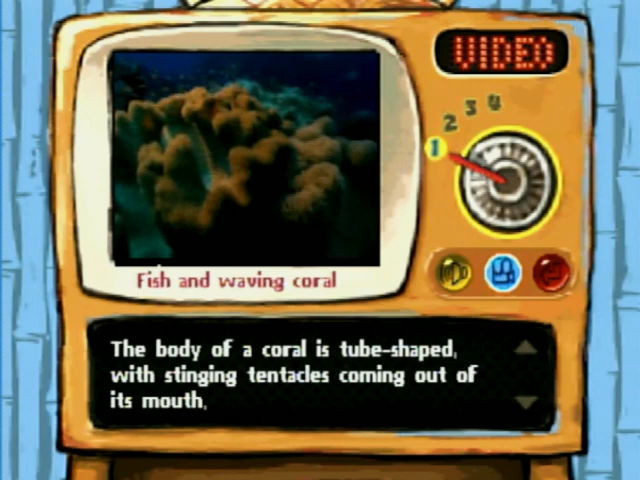 VIDEO
1 2 3 4
Fish and waving coral
The body of a coral is tube-shaped,
with stinging tentacles coming out of
its mouth.